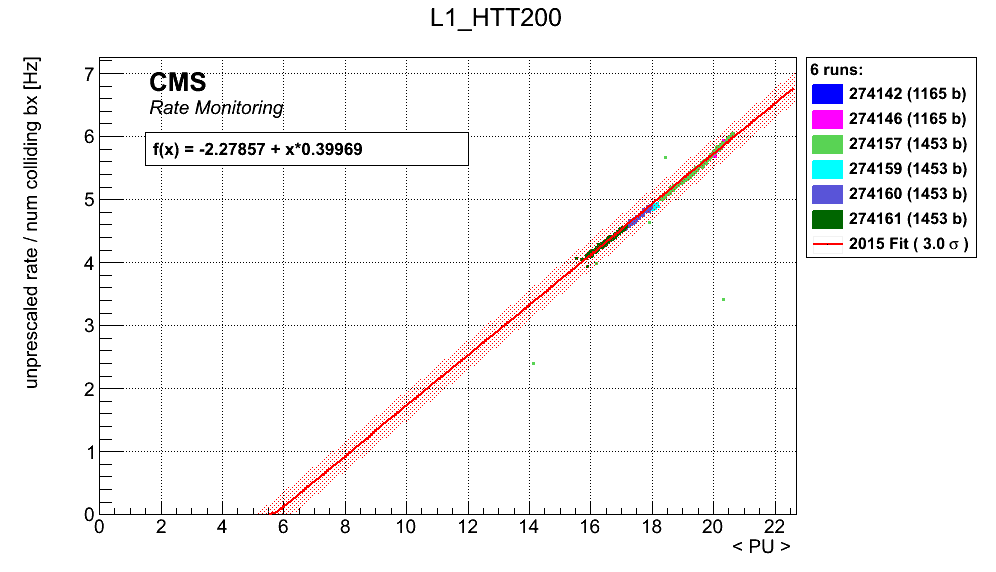 L1_HTT200
unprescaled rate / num colliding bx [Hz]
CMS
Rate Monitoring
f(x) = -2.27857 + x*0.39969
7
6
5
4
3
2
1
0
0 2 4 6 8 10 12 14 16 18 20 22
< PU >
6 runs:
274142 (1165 b)
274146 (1165 b)
274157 (1453 b)
274159 (1453 b)
274160 (1453 b)
274161 (1453 b)
2015 Fit ( 3.0 σ )